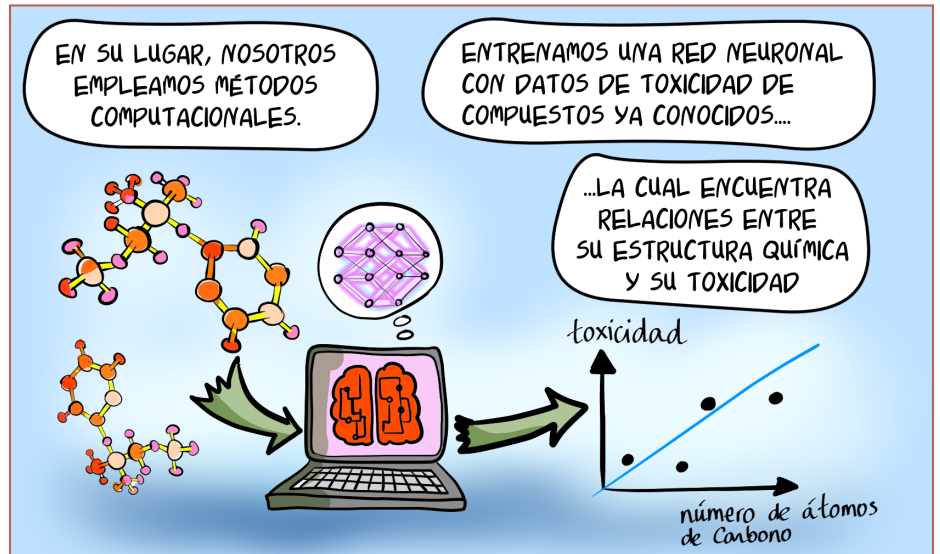 EN SU LUGAR, NOSOTROS
EMPLEAMOS MÉTODOS
COMPUTACIONALES.
ENTRENAMOS UNA RED NEURONAL
CON DATOS DE TOXICIDAD DE
COMPUESTOS YA CONOCIDOS....
...LA CUAL ENCUENTRA
RELACIONES ENTRE
SU ESTRUCTURA QUÍMICA
Y SU TOXICIDAD
toxicidad
número de átomos
de Carbono